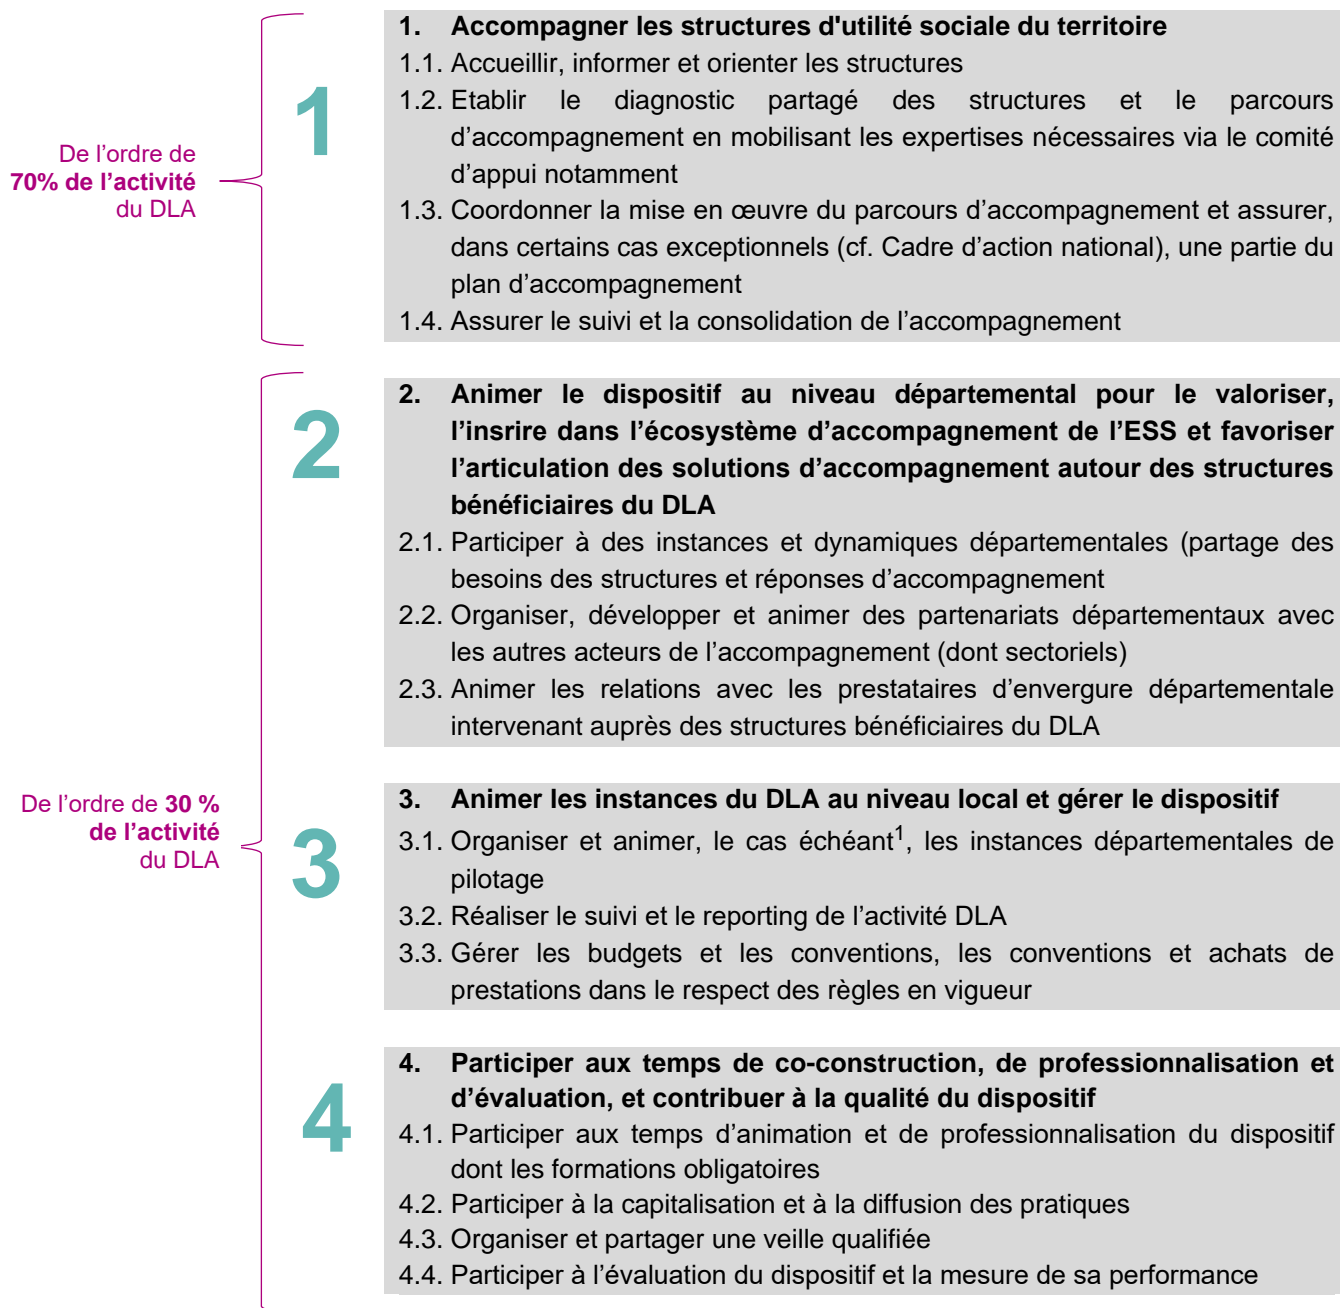 De l’ordre de
70% de l’activité
du DLA
1
1. Accompagner les structures d'utilité sociale du territoire
1.1. Accueillir, informer et orienter les structures
1.2. Etablir le diagnostic partagé des structures et le parcours
d’accompagnement en mobilisant les expertises nécessaires via le comité
d’appui notamment
1.3. Coordonner la mise en œuvre du parcours d’accompagnement et assurer,
dans certains cas exceptionnels (cf. Cadre d’action national), une partie du
plan d’accompagnement
1.4. Assurer le suivi et la consolidation de l’accompagnement
De l’ordre de 30 %
de l’activité
du DLA
2
2. Animer le dispositif au niveau départemental pour le valoriser,
l’insrire dans l’écosystème d’accompagnement de l’ESS et favoriser
l’articulation des solutions d’accompagnement autour des structures
bénéficiaires du DLA
2.1. Participer à des instances et dynamiques départementales (partage des
besoins des structures et réponses d’accompagnement
2.2. Organiser, développer et animer des partenariats départementaux avec
les autres acteurs de l’accompagnement (dont sectoriels)
2.3. Animer les relations avec les prestataires d’envergure départementale
intervenant auprès des structures bénéficiaires du DLA
3
3. Animer les instances du DLA au niveau local et gérer le dispositif
3.1. Organiser et animer, le cas échéant1, les instances départementales de
pilotage
3.2. Réaliser le suivi et le reporting de l’activité DLA
3.3. Gérer les budgets et les conventions, les conventions et achats de
prestations dans le respect des règles en vigueur
4
4. Participer aux temps de co-construction, de professionnalisation et
d’évaluation, et contribuer à la qualité du dispositif
4.1. Participer aux temps d’animation et de professionnalisation du dispositif
dont les formations obligatoires
4.2. Participer à la capitalisation et à la diffusion des pratiques
4.3. Organiser et partager une veille qualifiée
4.4. Participer à l’évaluation du dispositif et la mesure de sa performance